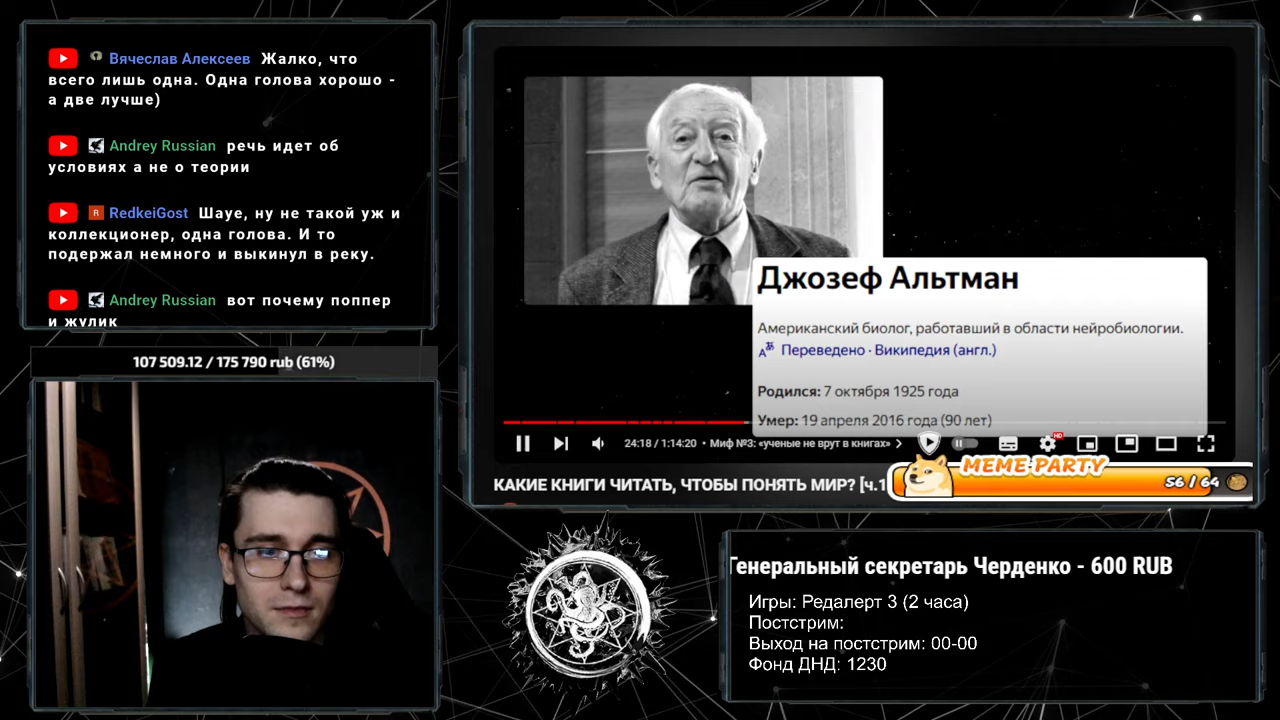 Вячеслав Алексеев Жалко, что
всего лишь одна. Одна голова хорошо -
а две лучше)
Andrey Russian речь идет об
условиях а не о теории
R RedkeiGost Шауе, ну не такой уж и
коллекционер, одна голова. И то
подержал немного и выкинул в реку.
Andrey Russian вот почему поппер
и жулик
107 509.12 / 175 790 rub (61%)
Джозеф Альтман
Американский биолог, работавший в области нейробиологии.
Переведено · Википедия (англ.)
Родился: 7 октября 1925 года
Умер: 19 апреля 2016 года (90 лет)
24:18 / 1:14:20 • Миф №3: «ученые не врут в книгах»
HD
КАКИЕ КНИГИ ЧИТАТЬ, ЧТОБЫ ПОНЯТЬ МИР? [ч.1
MEME PARTY
56 / 64
Генеральный секретарь Черденко - 600 RUB
Игры: Редалерт 3 (2 часа)
Постстрим:
Выход на постстрим: 00-00
Фонд ДНД: 1230